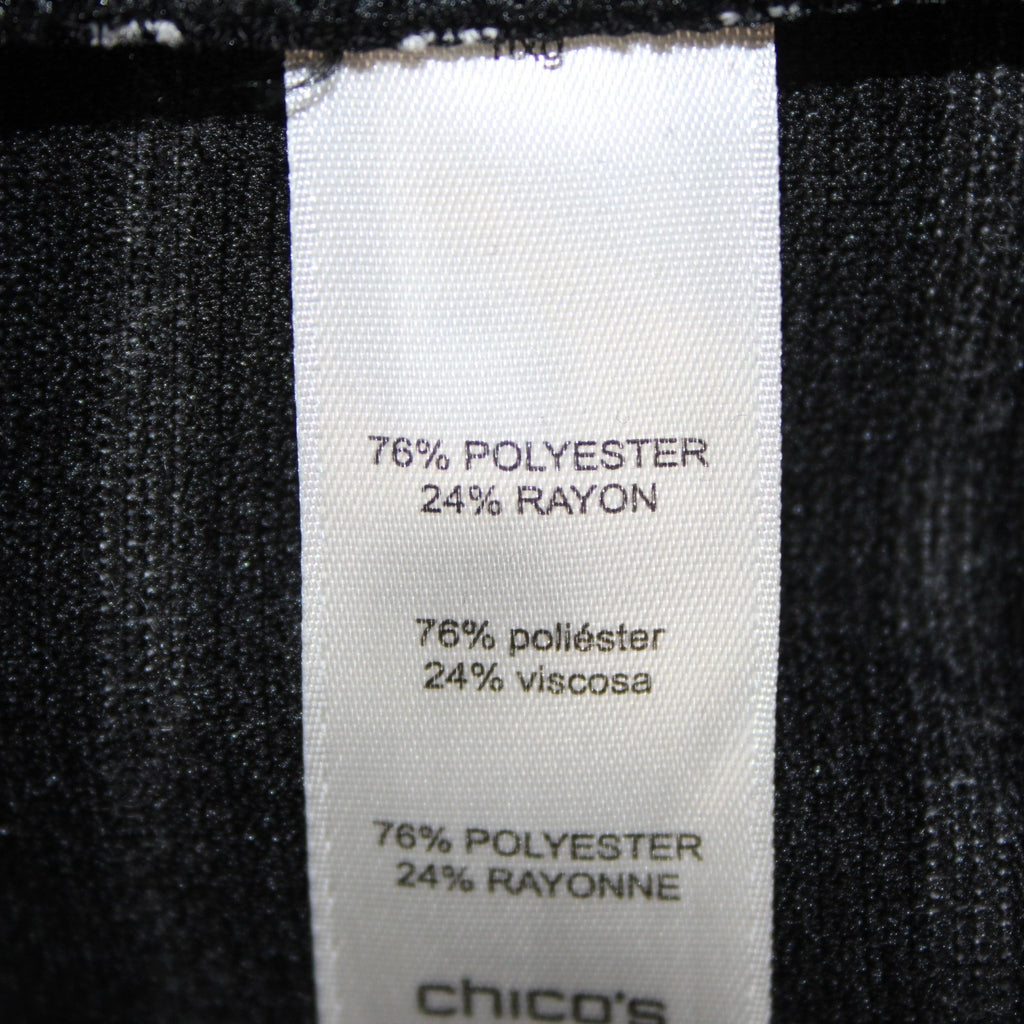 76% POLYESTER
24% RAYON
76% poliéster
24% viscosa
76% POLYESTER
24% RAYONNE
chico's